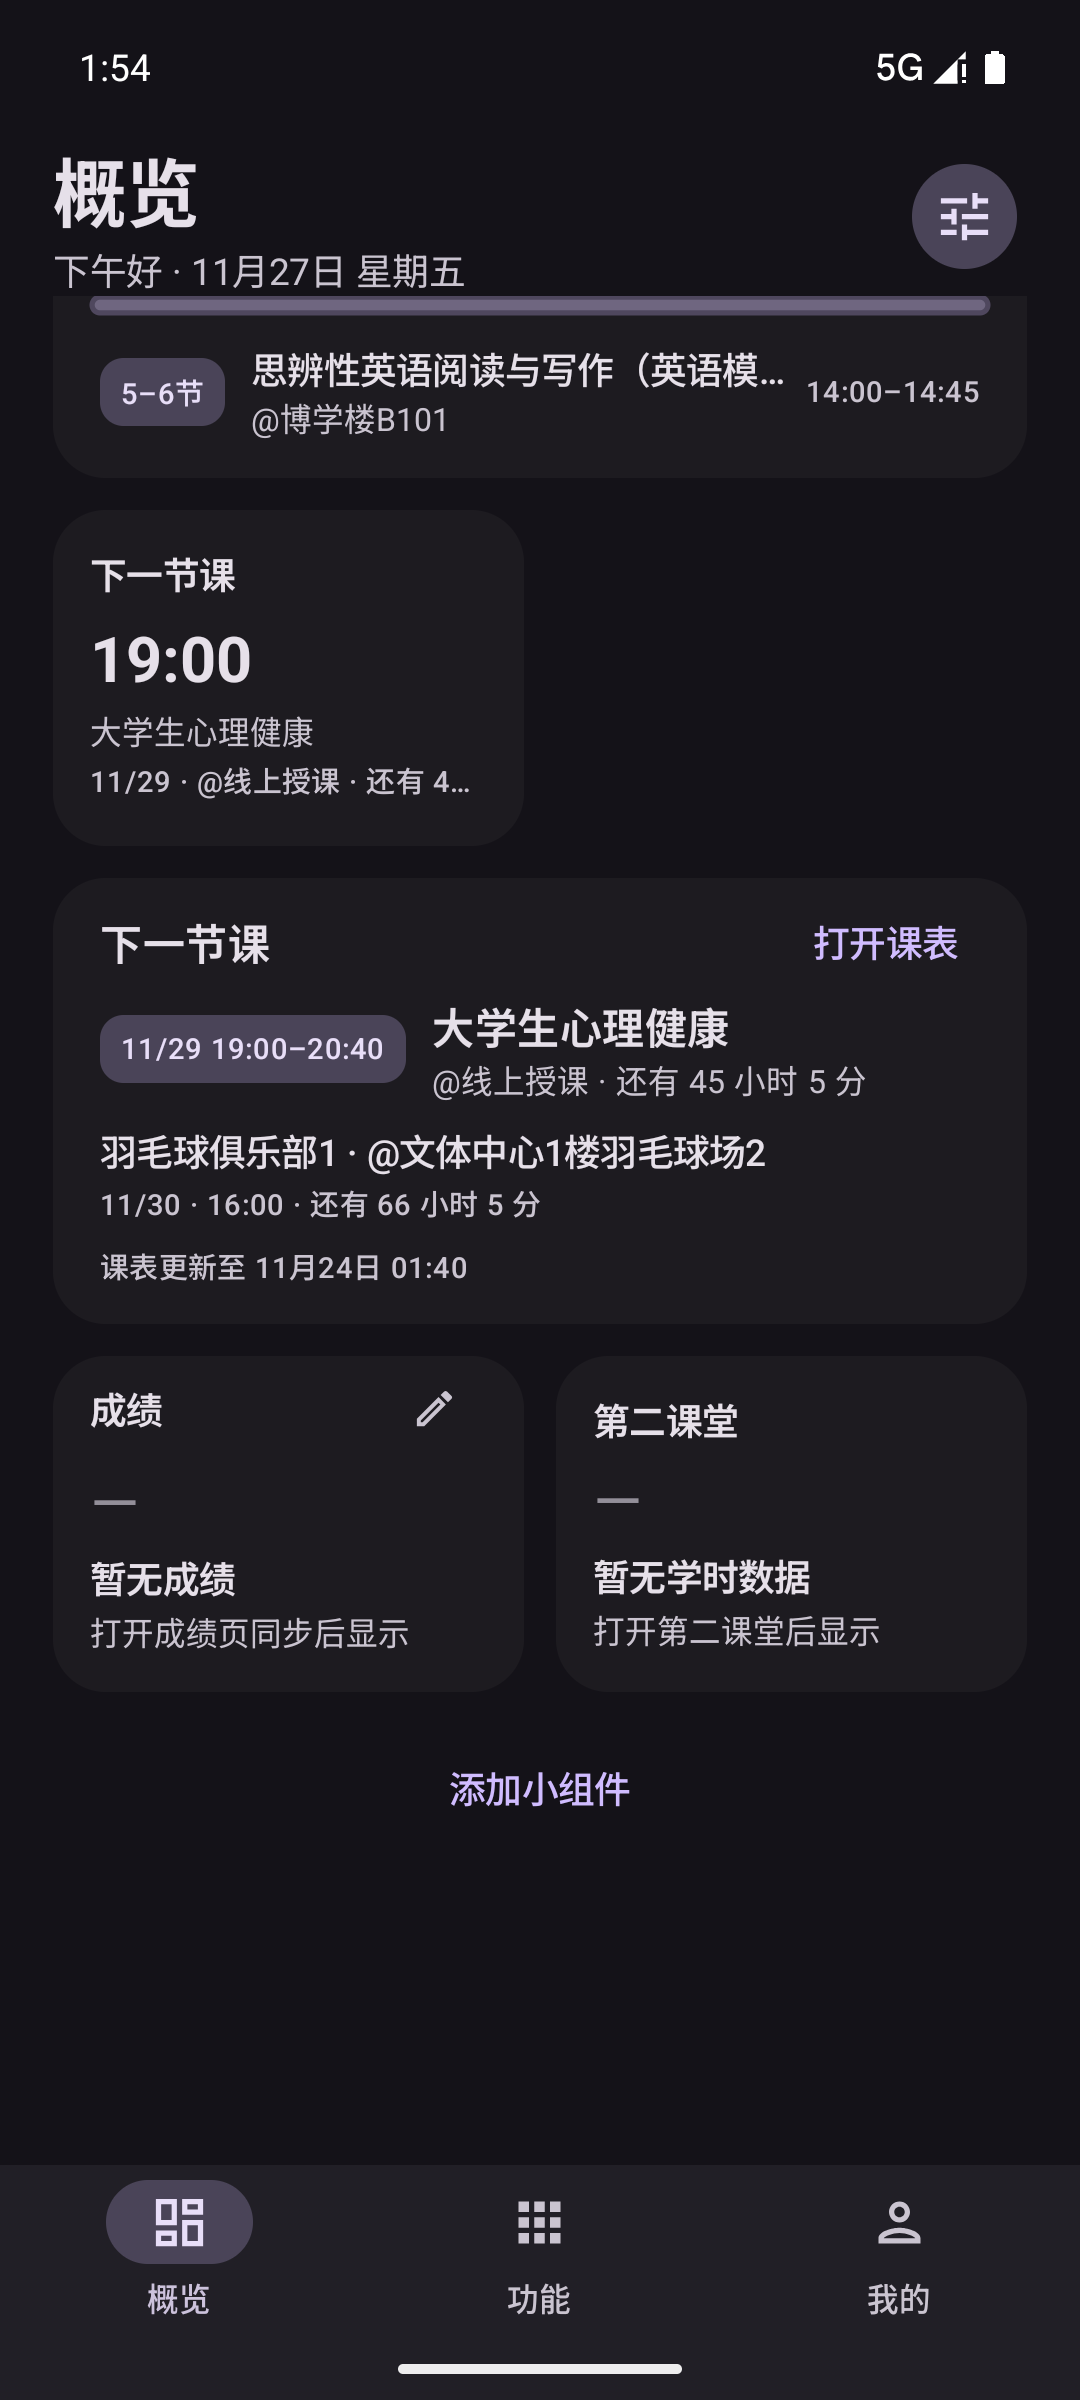 1:54
5G
概览
下午好 · 11月27日 星期五
5–6节
思辨性英语阅读与写作（英语模...
@博学楼B101
14:00–14:45
下一节课
19:00
大学生心理健康
11/29 · @线上授课 · 还有 4...
下一节课
打开课表
11/29 19:00–20:40
大学生心理健康
@线上授课 · 还有 45 小时 5 分
羽毛球俱乐部1 · @文体中心1楼羽毛球场2
11/30 · 16:00 · 还有 66 小时 5 分
课表更新至 11月24日 01:40
成绩
—
暂无成绩
打开成绩页同步后显示
第二课堂
—
暂无学时数据
打开第二课堂后显示
添加小组件
概览
功能
我的